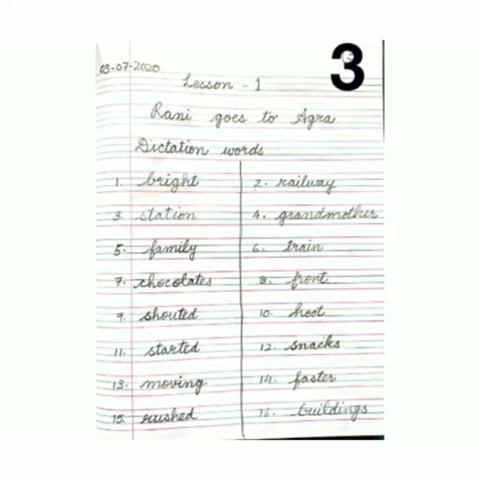 3
03-07-2020
Lesson - 1
Rani goes to Agra
Dictation words
1. bright 2. railway
3. station 4. grandmother
5. family 6. train
7. chocolates 8. front
9. shouted 10. hoot
11. started 12. snacks
13. moving 14. faster
15. rushed 16. buildings